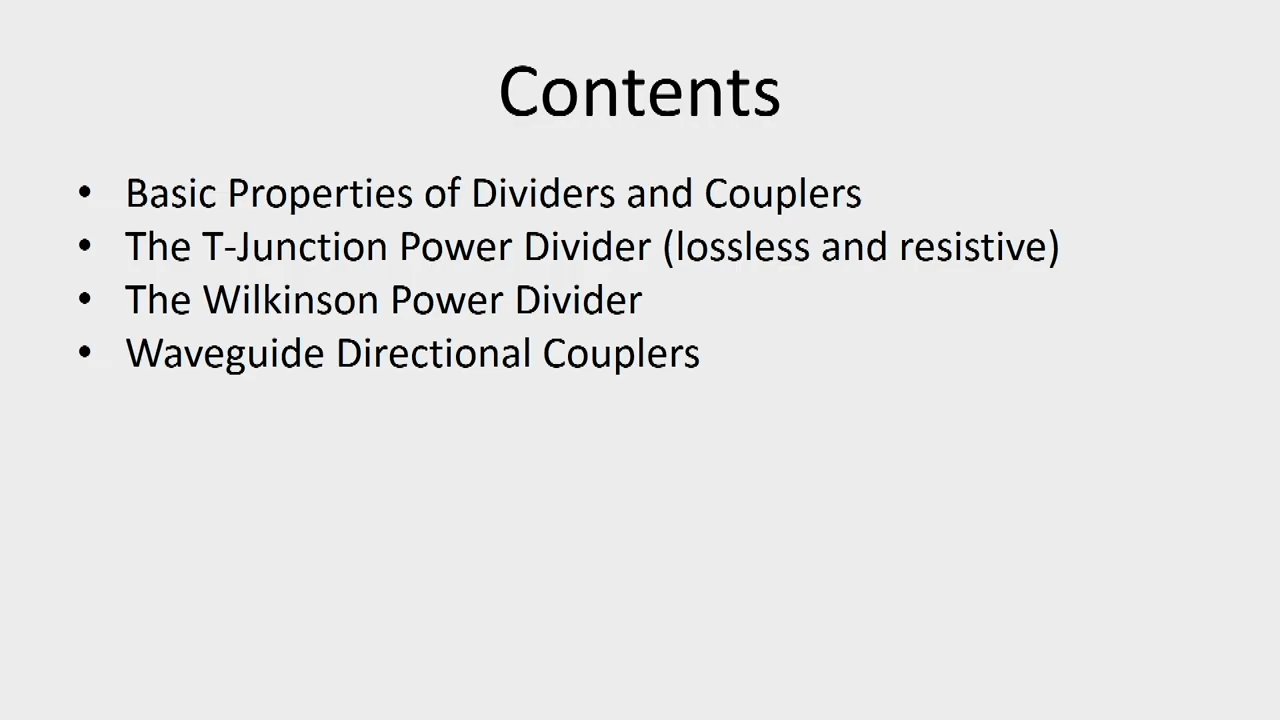 Contents
• Basic Properties of Dividers and Couplers
• The T-Junction Power Divider (lossless and resistive)
• The Wilkinson Power Divider
• Waveguide Directional Couplers